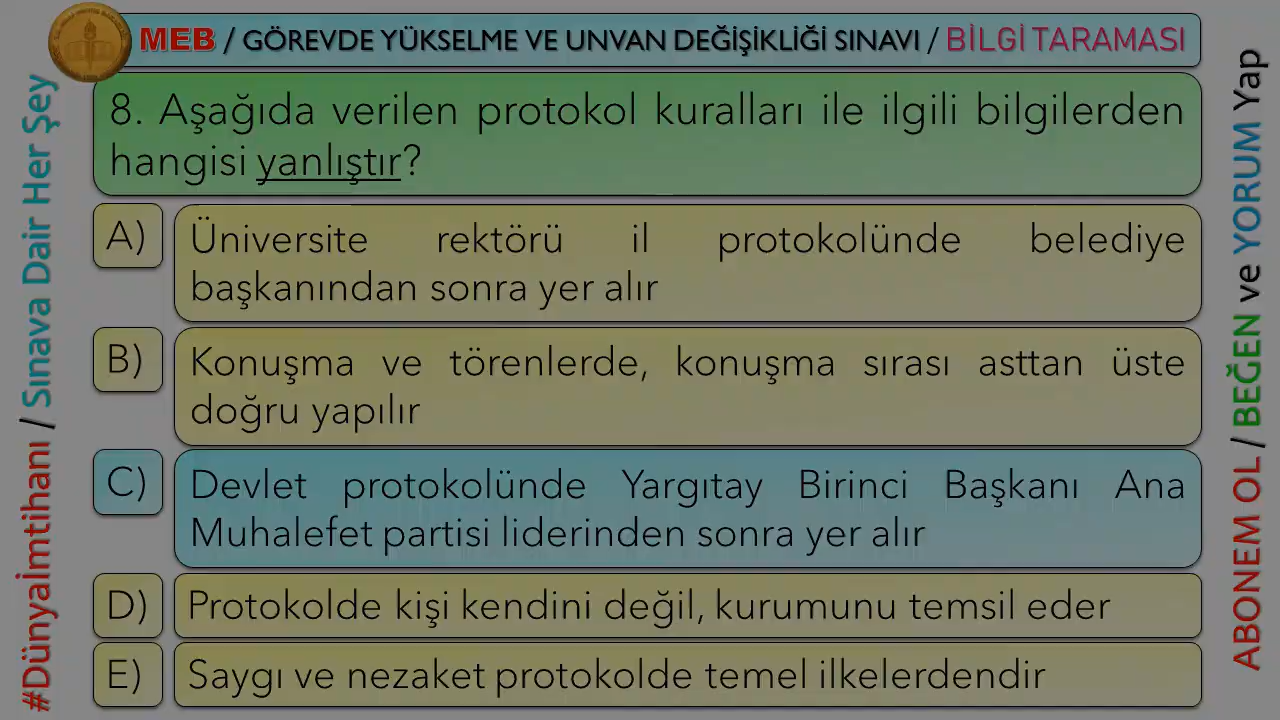 MEB / GÖREVDE YÜKSELME VE UNVAN DEĞİŞİKLİĞİ SINAVI / BİLGİ TARAMASI
#Dünyaimtihanı / Sınava Dair Her Şey
8. Aşağıda verilen protokol kuralları ile ilgili bilgilerden
hangisi yanlıştır?
A) Üniversite rektörü il protokolünde belediye
başkanından sonra yer alır
B) Konuşma ve törenlerde, konuşma sırası asttan üste
doğru yapılır
C) Devlet protokolünde Yargıtay Birinci Başkanı Ana
Muhalefet partisi liderinden sonra yer alır
D) Protokolde kişi kendini değil, kurumunu temsil eder
E) Saygı ve nezaket protokolde temel ilkelerdendir
ABONEM OL / BEĞEN ve YORUM Yap